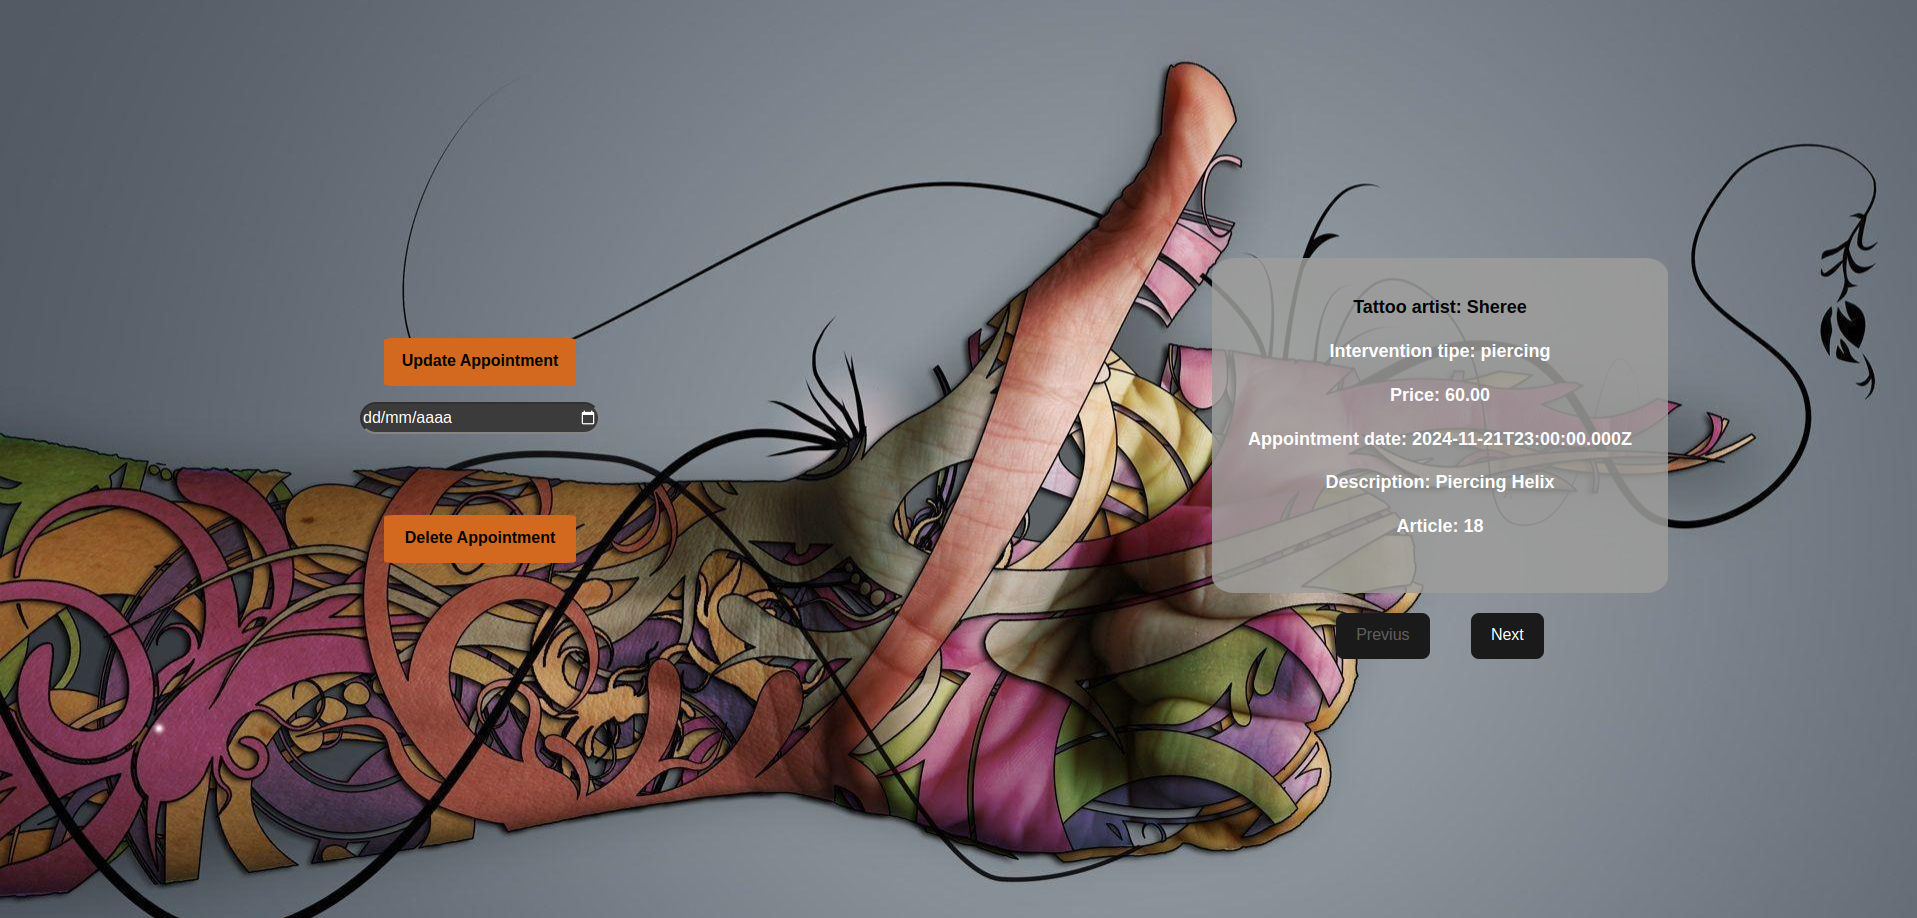 Update Appointment
dd/mm/aaaa
Delete Appointment
Tattoo artist: Sheree
Intervention tipe: piercing
Price: 60.00
Appointment date: 2024-11-21T23:00:00.000Z
Description: Piercing Helix
Article: 18
Previus
Next